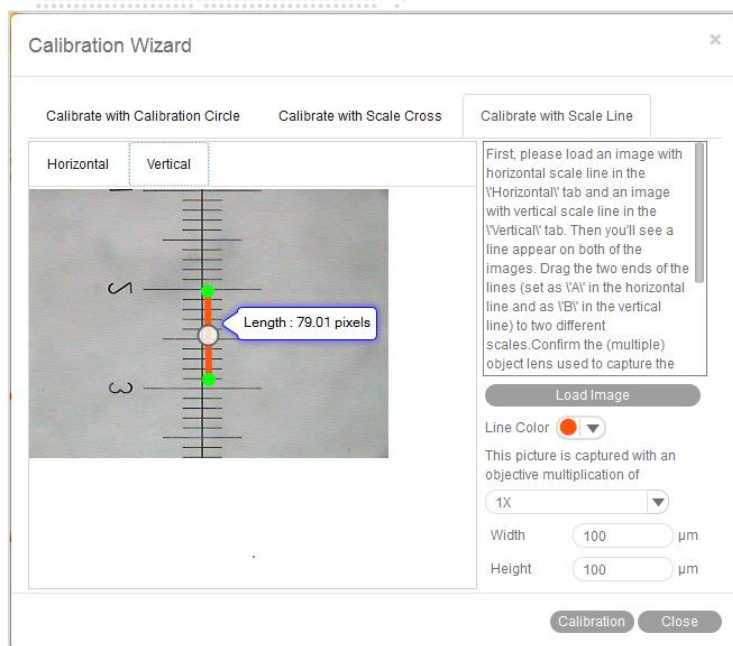 Calibration Wizard
×
Calibrate with Calibration Circle
Calibrate with Scale Cross
Calibrate with Scale Line
Horizontal
Vertical
2
Length : 79.01 pixels
3
First, please load an image with
horizontal scale line in the
\'Horizontal\' tab and an image
with vertical scale line in the
\'Vertical\' tab. Then you'll see a
line appear on both of the
images. Drag the two ends of the
lines (set as \'A\' in the horizontal
line and as \'B\' in the vertical
line) to two different
scales.Confirm the (multiple)
object lens used to capture the
Load Image
Line Color
This picture is captured with an
objective multiplication of
1X
Width 100 µm
Height 100 µm
Calibration
Close